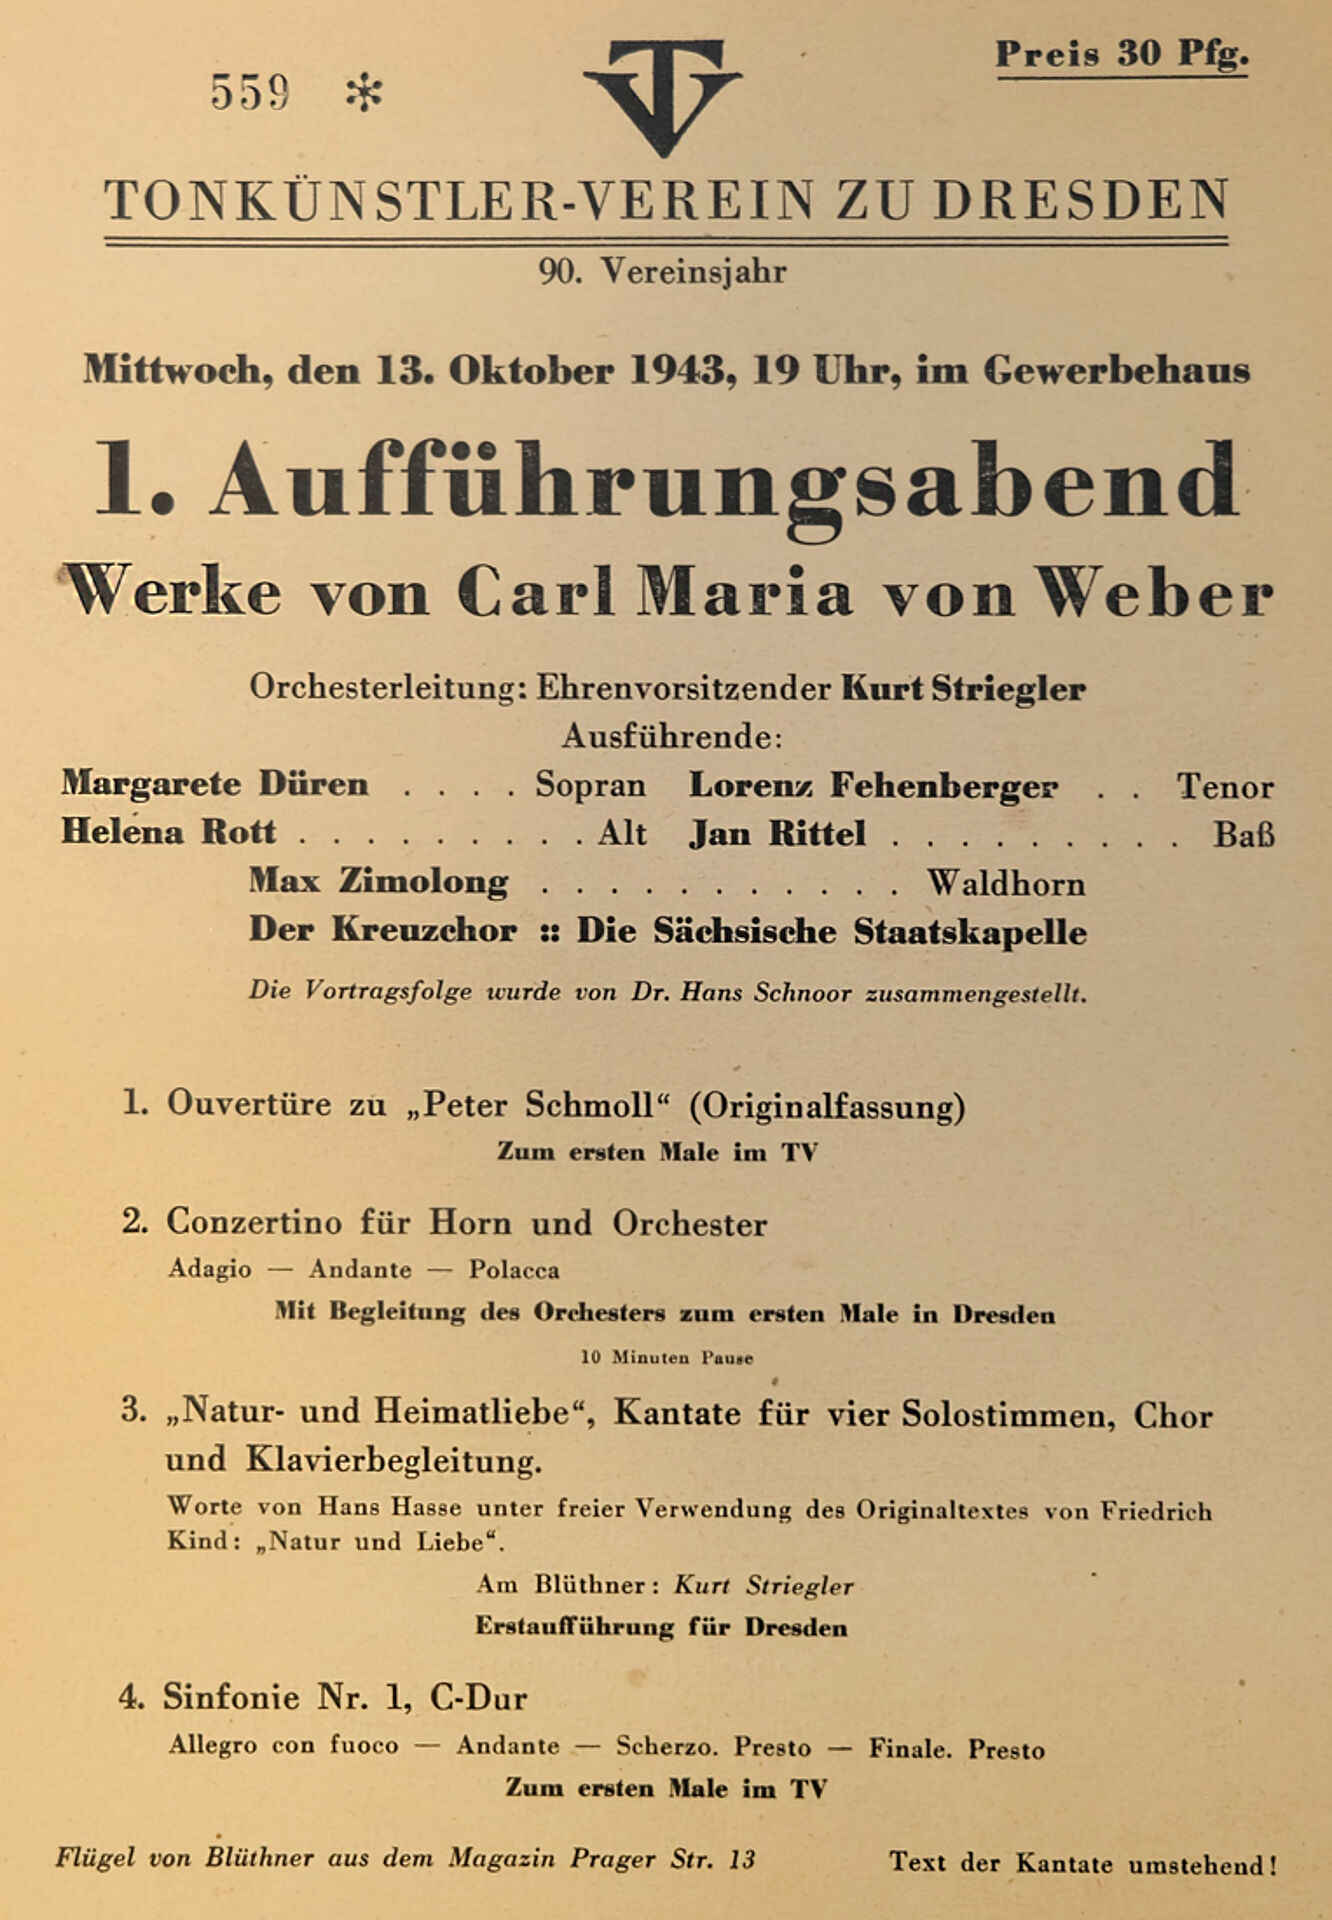 Preis 30 Pfg.
559 *
TV
TONKÜNSTLER-VEREIN ZU DRESDEN
90. Vereinsjahr
Mittwoch, den 13. Oktober 1943, 19 Uhr, im Gewerbehaus
1. Aufführungsabend
Werke von Carl Maria von Weber
Orchesterleitung: Ehrenvorsitzender Kurt Striegler
Ausführende:
Margarete Düren . . . . Sopran Lorenz Fehenberger . . Tenor
Helena Rott . . . . . . . . . Alt Jan Rittel . . . . . . . . . Baß
Max Zimolong . . . . . . . . . . . Waldhorn
Der Kreuzchor :: Die Sächsische Staatskapelle
Die Vortragsfolge wurde von Dr. Hans Schnoor zusammengestellt.
1. Ouvertüre zu „Peter Schmoll“ (Originalfassung)
Zum ersten Male im TV
2. Conzertino für Horn und Orchester
Adagio — Andante — Polacca
Mit Begleitung des Orchesters zum ersten Male in Dresden
10 Minuten Pause
3. „Natur- und Heimatliebe“, Kantate für vier Solostimmen, Chor
und Klavierbegleitung.
Worte von Hans Hasse unter freier Verwendung des Originaltextes von Friedrich
Kind: „Natur und Liebe“.
Am Blüthner: Kurt Striegler
Erstaufführung für Dresden
4. Sinfonie Nr. 1, C-Dur
Allegro con fuoco — Andante — Scherzo. Presto — Finale. Presto
Zum ersten Male im TV
Flügel von Blüthner aus dem Magazin Prager Str. 13 Text der Kantate umstehend!